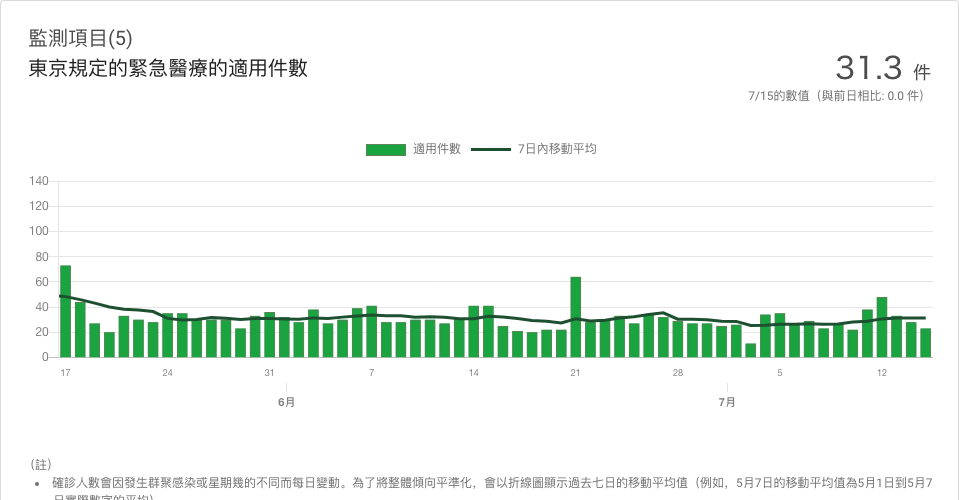 監測項目(5)
東京規定的緊急醫療的適用件數
31.3 件
7/15的數值（與前日相比: 0.0 件）
適用件數 7日內移動平均
140
120
100
80
60
40
20
0
17 24 31 7 14 21 28 5 12
6月 7月
（註）
• 確診人數會因發生群聚感染或星期幾的不同而每日變動。為了將整體傾向平準化，會以折線圖顯示過去七日的移動平均值（例如，5月7日的移動平均值為5月1日到5月7
日實際數字的平均）